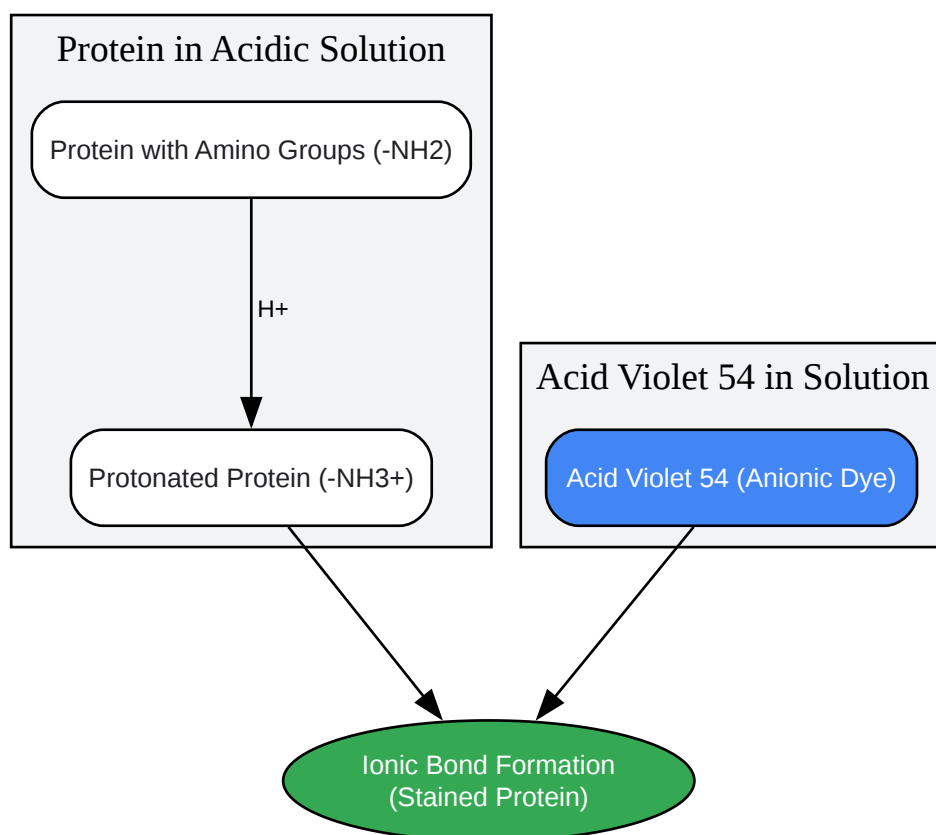 Protein in Acidic Solution
Protein with Amino Groups (-NH2)
H+
Protonated Protein (-NH3+)
Acid Violet 54 in Solution
Acid Violet 54 (Anionic Dye)
Ionic Bond Formation
(Stained Protein)